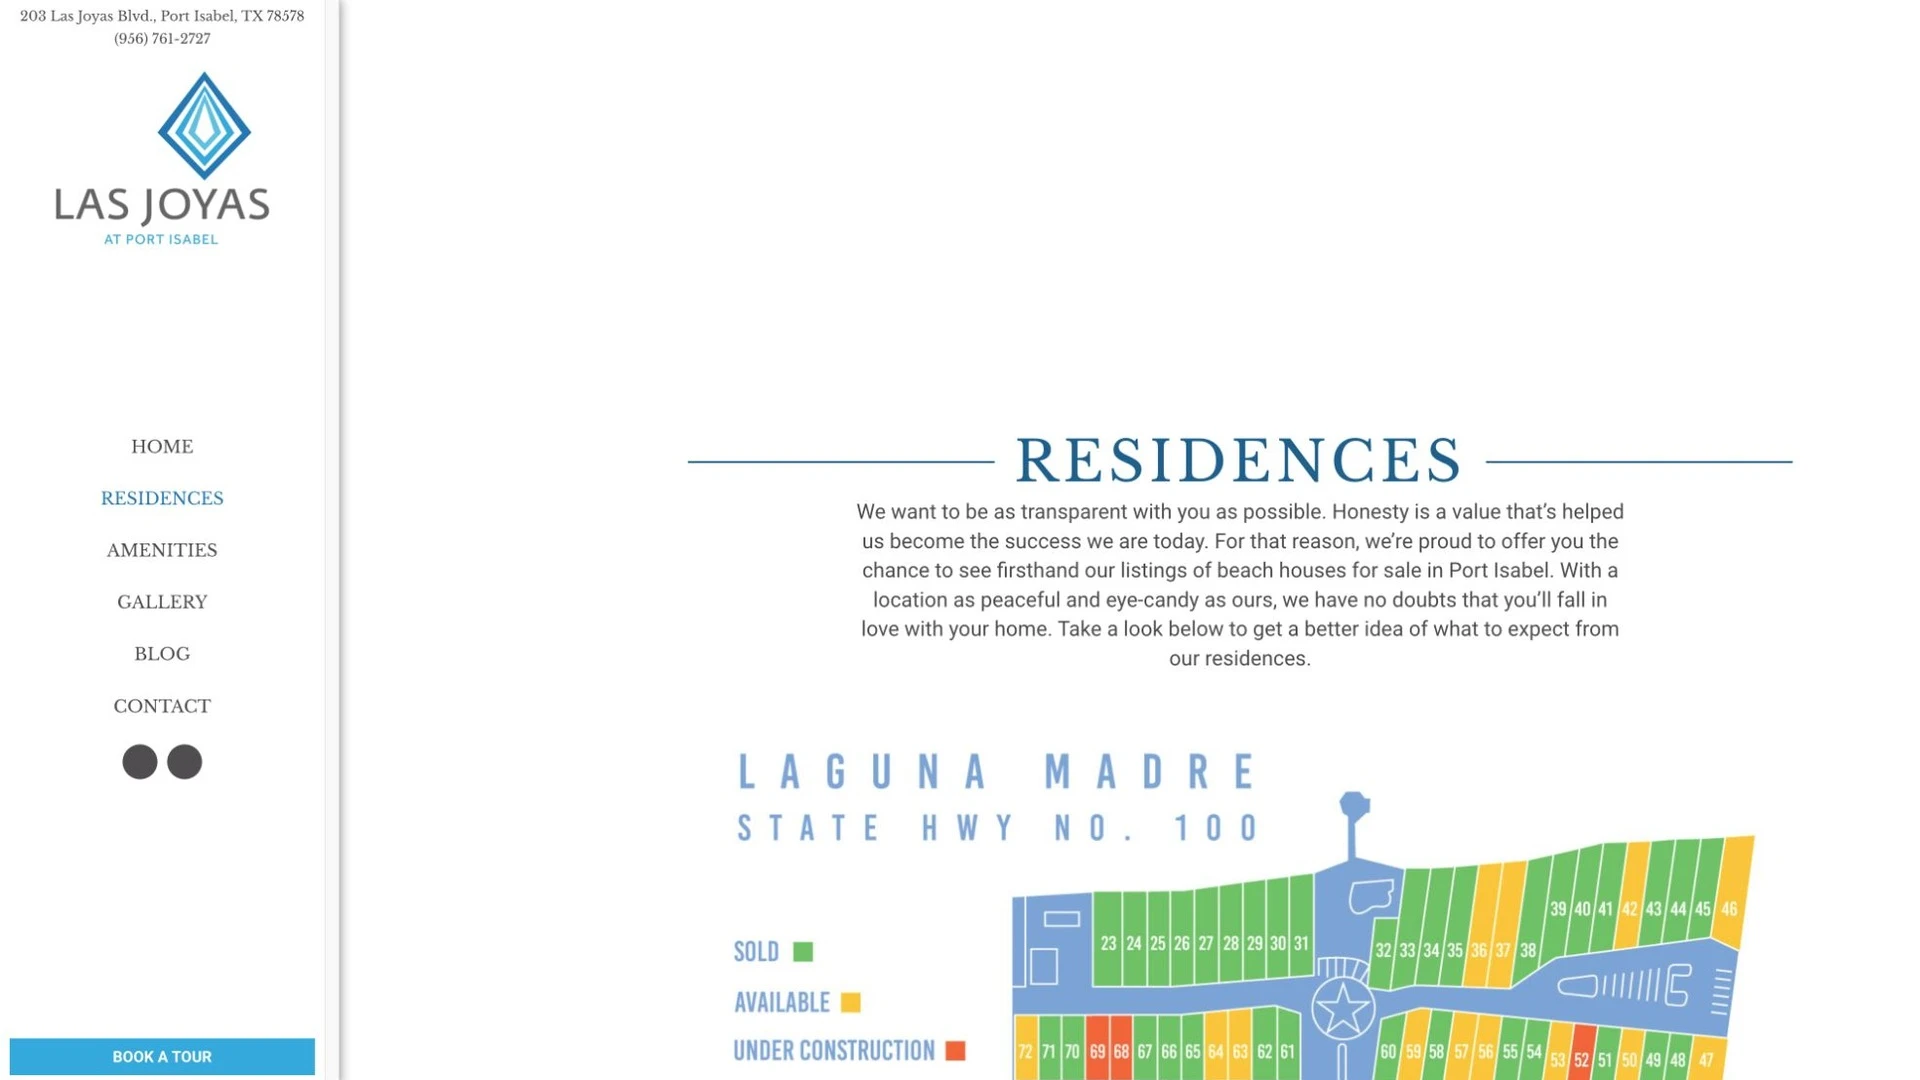 203 Las Joyas Blvd., Port Isabel, TX 78578
(956) 761-2727
LAS JOYAS
AT PORT ISABEL
HOME
RESIDENCES
AMENITIES
GALLERY
BLOG
CONTACT
BOOK A TOUR
RESIDENCES
We want to be as transparent with you as possible. Honesty is a value that’s helped
us become the success we are today. For that reason, we’re proud to offer you the
chance to see firsthand our listings of beach houses for sale in Port Isabel. With a
location as peaceful and eye-candy as ours, we have no doubts that you’ll fall in
love with your home. Take a look below to get a better idea of what to expect from
our residences.
LAGUNA MADRE
STATE HWY NO. 100
SOLD
AVAILABLE
UNDER CONSTRUCTION
23 24 25 26 27 28 29 30 31
32 33 34 35 36 37 38
39 40 41 42 43 44 45 46
72 71 70 69 68 67 66 65 64 63 62 61
60 59 58 57 56 55 54 53 52 51 50 49 48 47